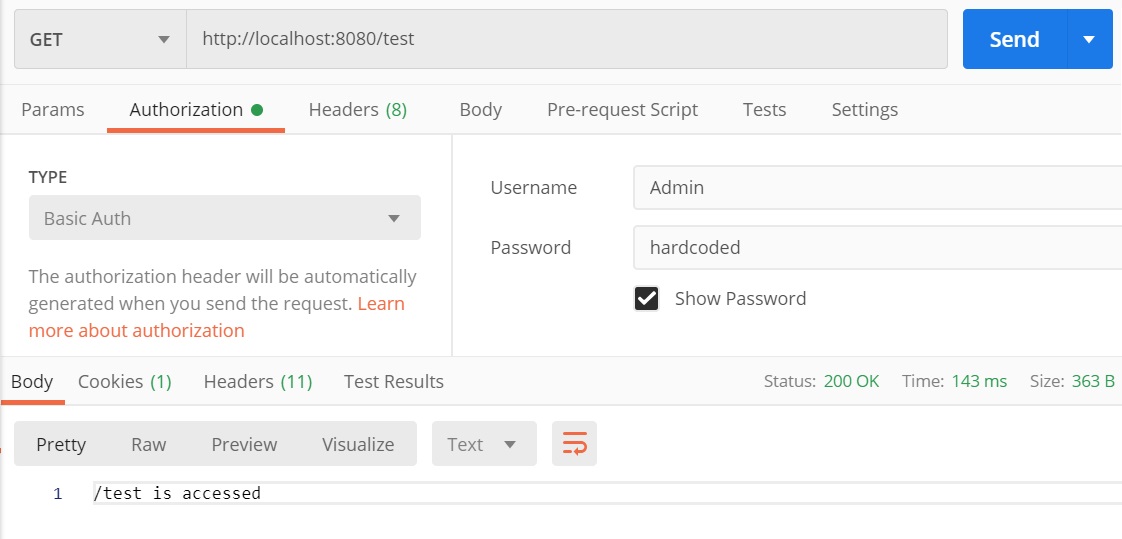 GET http://localhost:8080/test Send
Params Authorization Headers (8) Body Pre-request Script Tests Settings
TYPE
Basic Auth
The authorization header will be automatically
generated when you send the request. Learn
more about authorization
Username Admin
Password hardcoded
Show Password
Body Cookies (1) Headers (11) Test Results Status: 200 OK Time: 143 ms Size: 363 B
Pretty Raw Preview Visualize Text
1 /test is accessed